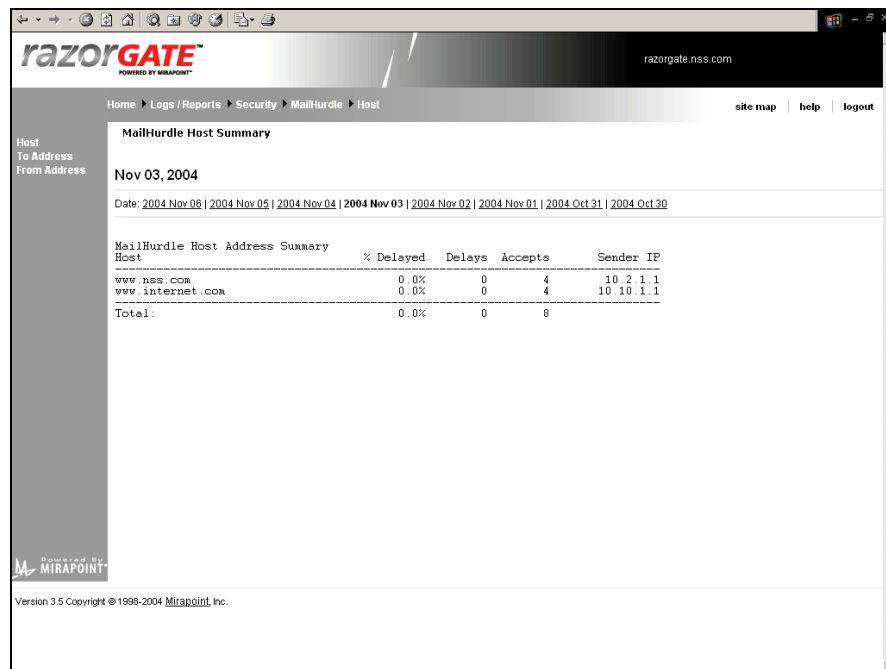 razorGATE™
POWERED BY MIRAPOINT™
razorgate.nss.com
Home Logs / Reports Security MailHurdle Host
site map | help | logout
Host
To Address
From Address
MailHurdle Host Summary
Nov 03, 2004
Date: 2004 Nov 06 | 2004 Nov 05 | 2004 Nov 04 | 2004 Nov 03 | 2004 Nov 02 | 2004 Nov 01 | 2004 Oct 31 | 2004 Oct 30
MailHurdle Host Address Summary
Host % Delayed Delays Accepts Sender IP
www.nss.com 0.0% 0 4 10.2.1.1
www.internet.com 0.0% 0 4 10.10.1.1
Total: 0.0% 0 8
Powered By
MIRAPOINT
Version 3.5 Copyright © 1998-2004 Mirapoint, Inc.